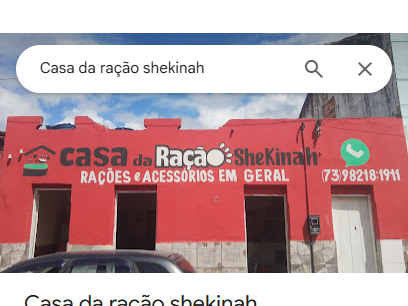 Casa da ração shekinah
casa da Ração SheKinah
RAÇÕES e ACESSÓRIOS EM GERAL (73)98218-1911
Casa da ração shekinah